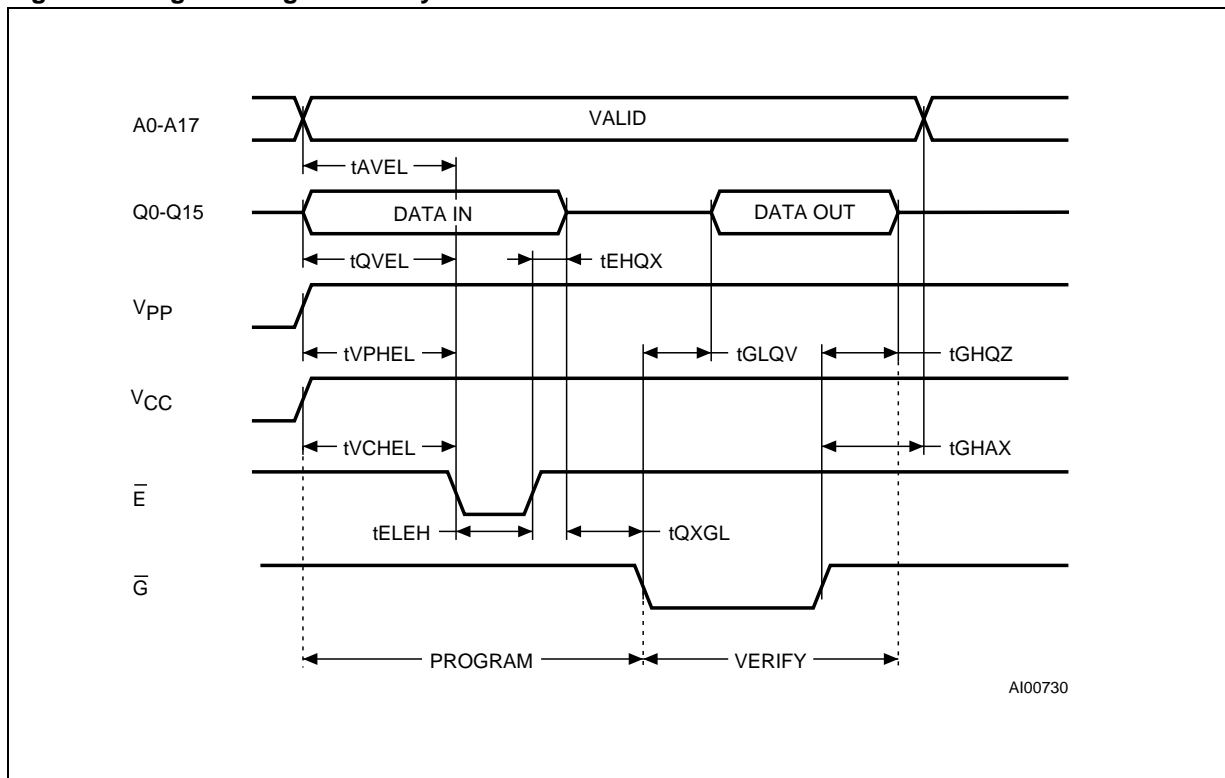 A0-A17
VALID
tAVEL
Q0-Q15
DATA IN
DATA OUT
tQVEL
tEHQX
VPP
tVPHEL
tGLQV
tGHQZ
VCC
tVCHEL
tGHAX
E̅
tELEH
tQXGL
G̅
PROGRAM
VERIFY
AI00730